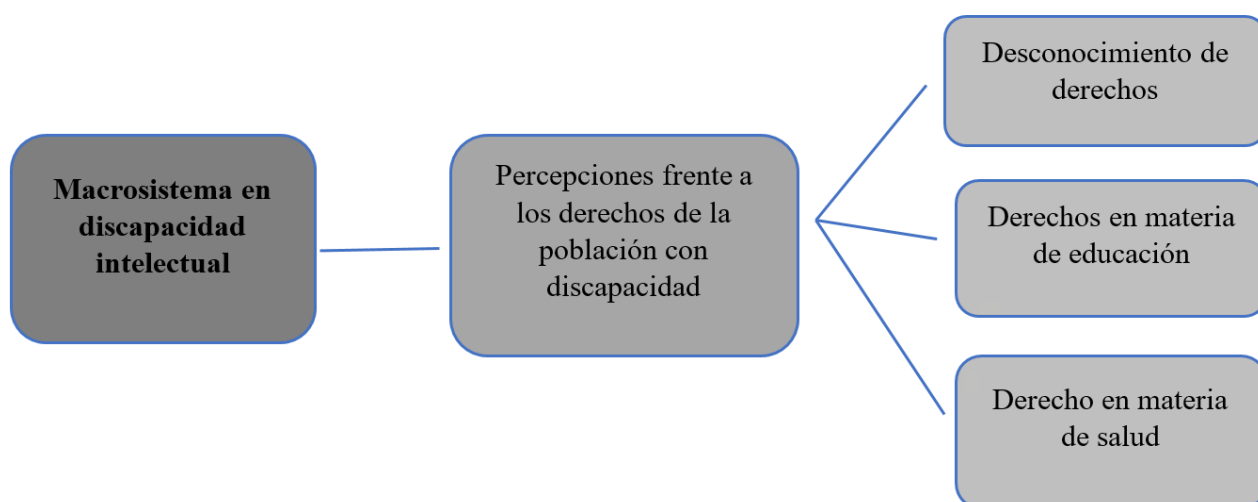 Macrosistema en
discapacidad
intelectual
Percepciones frente a
los derechos de la
población con
discapacidad
Desconocimiento de
derechos
Derechos en materia
de educación
Derecho en materia
de salud